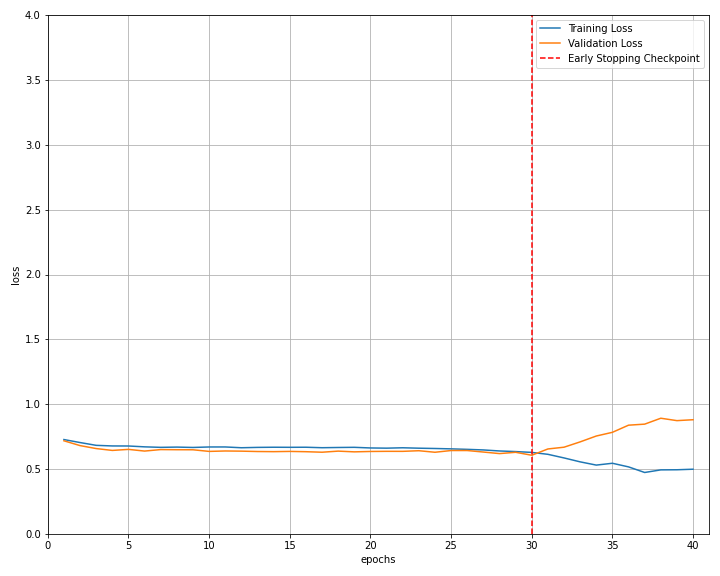 4.0
3.5
3.0
2.5
2.0
1.5
1.0
0.5
0.0
loss
0 5 10 15 20 25 30 35 40
epochs
Training Loss
Validation Loss
Early Stopping Checkpoint